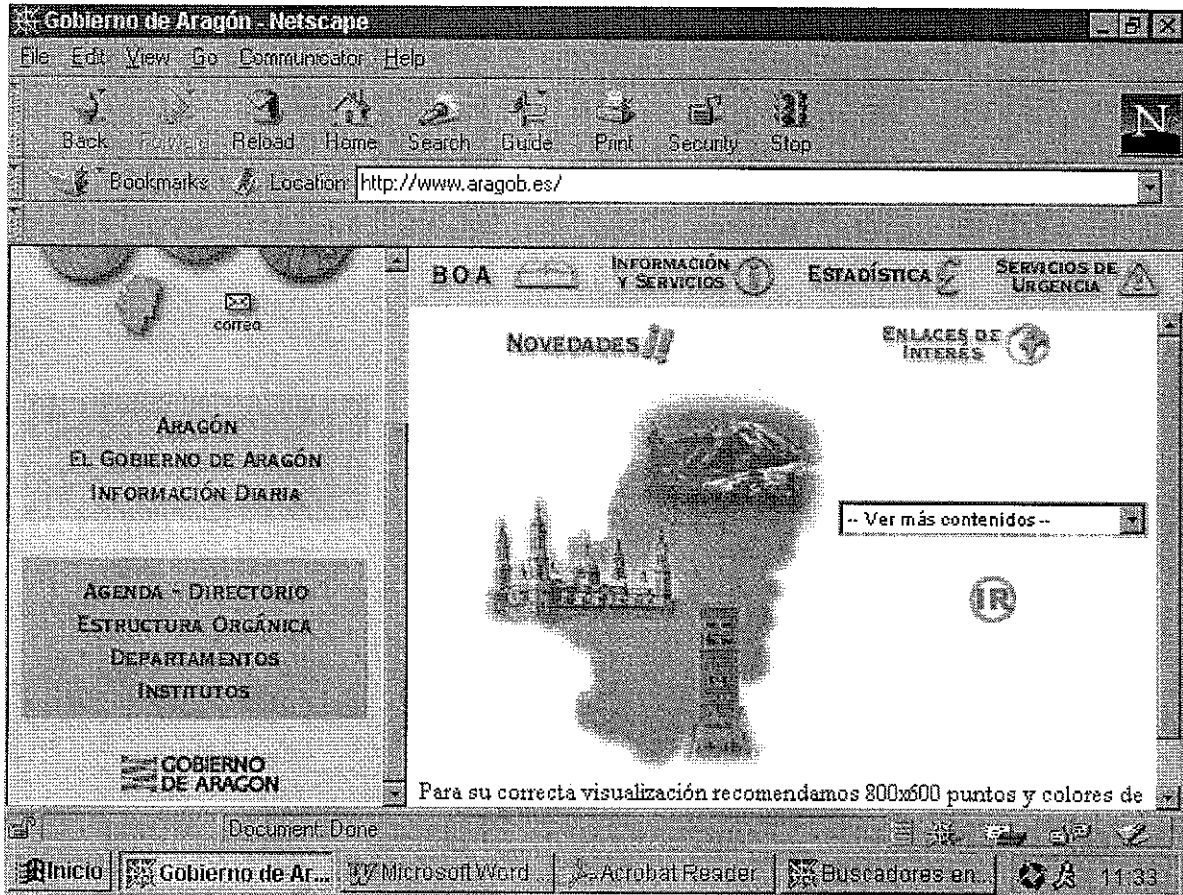 Gobierno de Aragón - Netscape
File Edit View Go Communicator Help
Back Forward Reload Home Search Guide Print Security Stop
N
Bookmarks Location: http://www.aragob.es/
correo
ARAGÓN
EL GOBIERNO DE ARAGÓN
INFORMACIÓN DIARIA
AGENDA - DIRECTORIO
ESTRUCTURA ORGÁNICA
DEPARTAMENTOS
INSTITUTOS
GOBIERNO
DE ARAGON
BOA
INFORMACIÓN
Y SERVICIOS
ESTADÍSTICA
SERVICIOS DE
URGENCIA
NOVEDADES
ENLACES DE
INTERES
-- Ver más contenidos --
IR
Para su correcta visualización recomendamos 800x600 puntos y colores de
Document: Done
Inicio Gobierno de Ar... Microsoft Word ... Acrobat Reader Buscadores en... 11:33